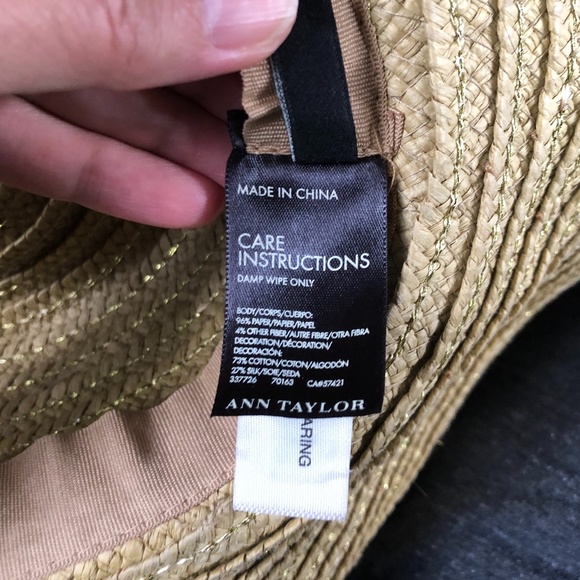 MADE IN CHINA
CARE
INSTRUCTIONS
DAMP WIPE ONLY
BODY/CORPS/CUERPO:
96% PAPER/PAPIER/PAPEL
4% OTHER FIBER/AUTRE FIBRE/OTRA FIBRA
DECORATION/DÉCORATION/
DECORACIÓN:
73% COTTON/COTON/ALGODÓN
27% SILK/SOIE/SEDA
337726 70163 CA#57421
ANN TAYLOR
ARING